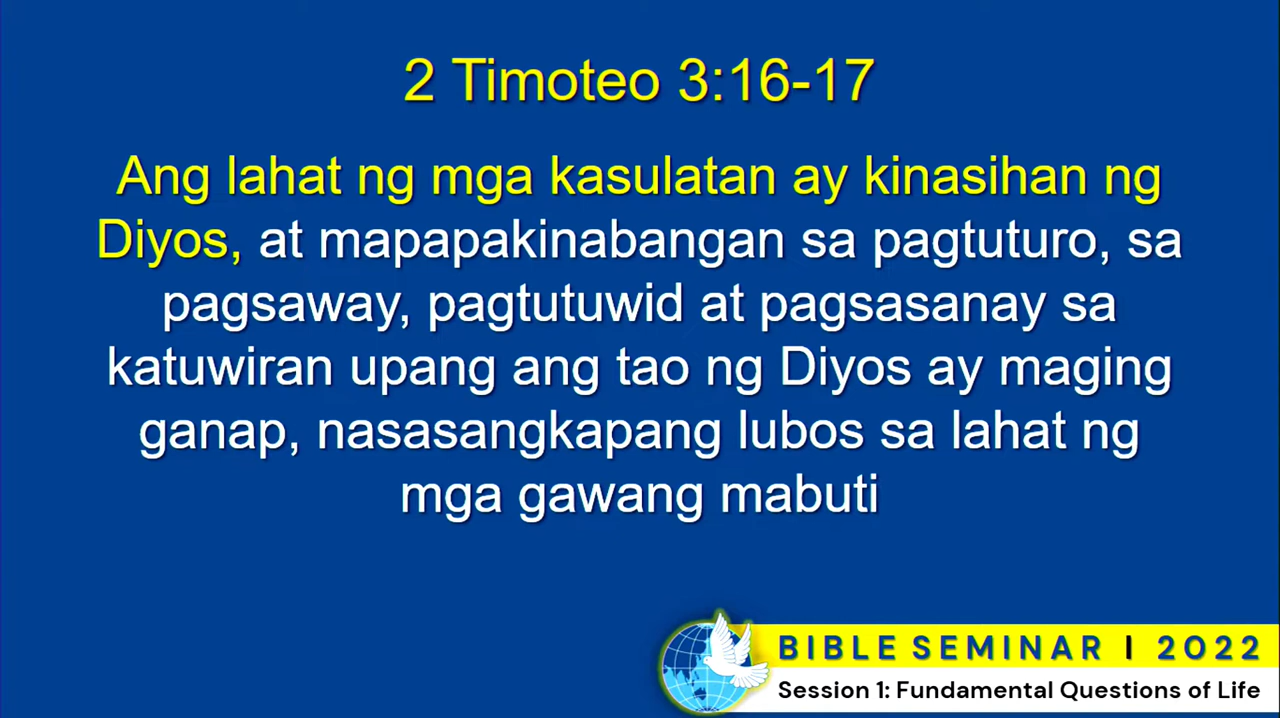 2 Timoteo 3:16-17
Ang lahat ng mga kasulatan ay kinasihan ng
Diyos, at mapapakinabangan sa pagtuturo, sa
pagsaway, pagtutuwid at pagsasanay sa
katuwiran upang ang tao ng Diyos ay maging
ganap, nasasangkapang lubos sa lahat ng
mga gawang mabuti
BIBLE SEMINAR | 2022
Session 1: Fundamental Questions of Life